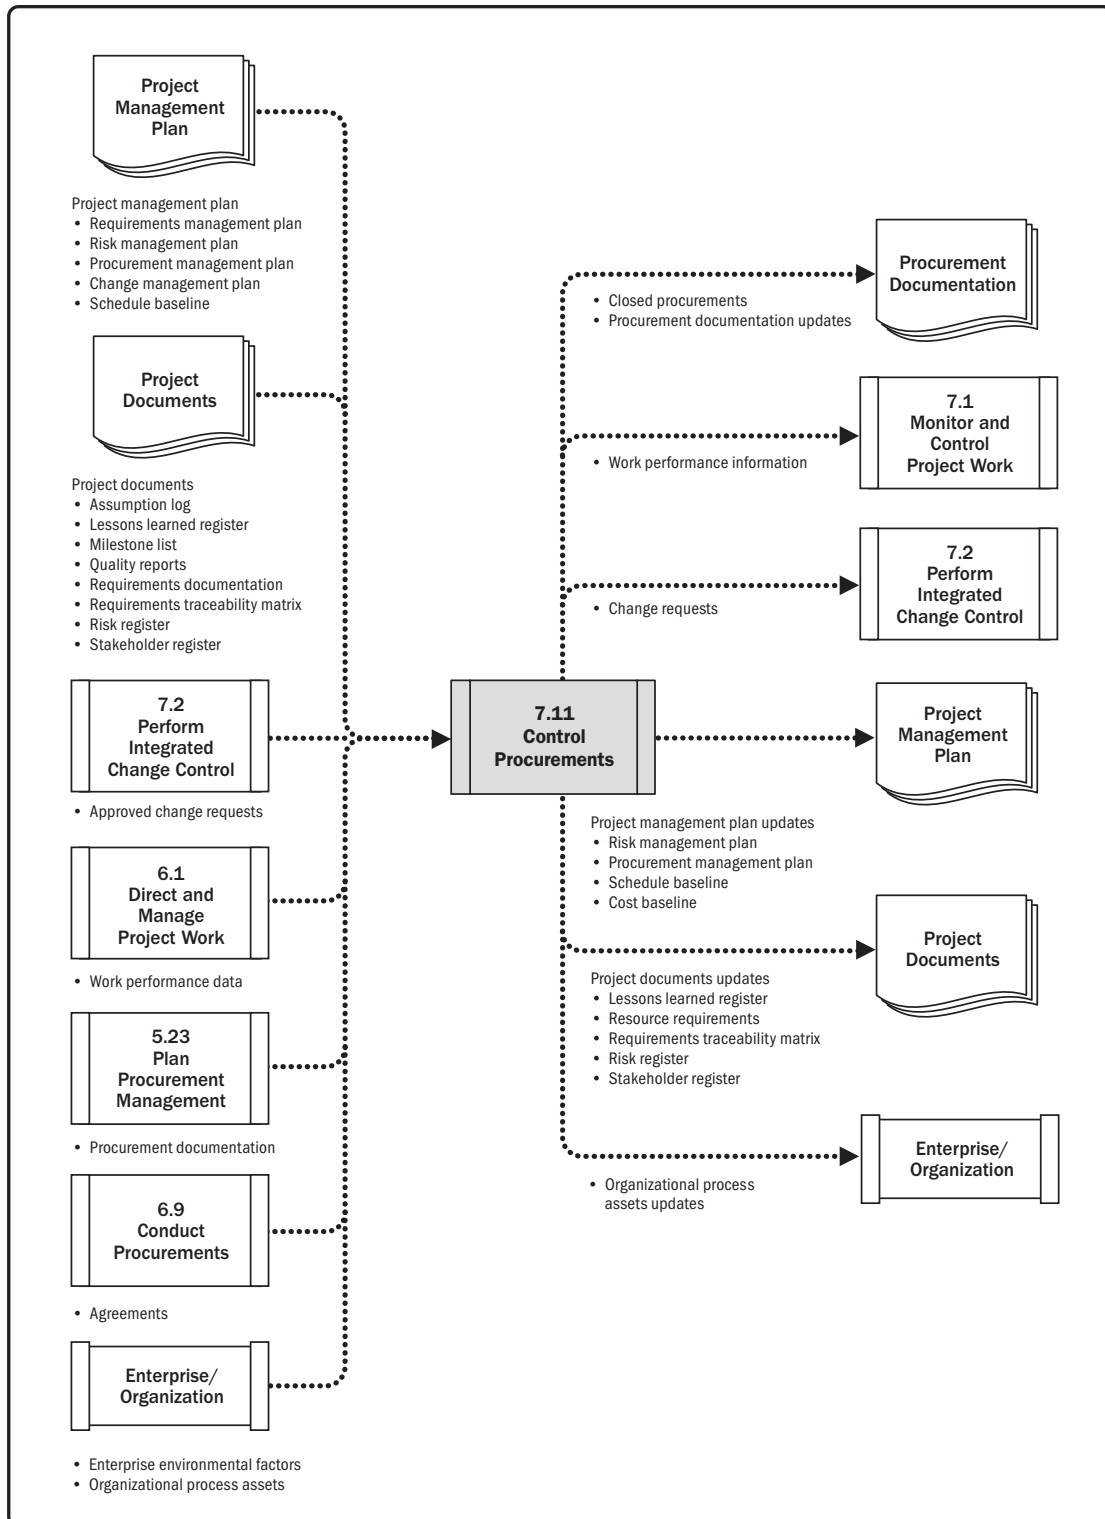 Project
Management
Plan
Project management plan
• Requirements management plan
• Risk management plan
• Procurement management plan
• Change management plan
• Schedule baseline
Project
Documents
Project documents
• Assumption log
• Lessons learned register
• Milestone list
• Quality reports
• Requirements documentation
• Requirements traceability matrix
• Risk register
• Stakeholder register
7.2
Perform
Integrated
Change Control
• Approved change requests
6.1
Direct and
Manage
Project Work
• Work performance data
5.23
Plan
Procurement
Management
• Procurement documentation
6.9
Conduct
Procurements
• Agreements
Enterprise/
Organization
• Enterprise environmental factors
• Organizational process assets
7.11
Control
Procurements
• Closed procurements
• Procurement documentation updates
Procurement
Documentation
• Work performance information
7.1
Monitor and
Control
Project Work
• Change requests
7.2
Perform
Integrated
Change Control
Project
Management
Plan
Project management plan updates
• Risk management plan
• Procurement management plan
• Schedule baseline
• Cost baseline
Project
Documents
Project documents updates
• Lessons learned register
• Resource requirements
• Requirements traceability matrix
• Risk register
• Stakeholder register
Enterprise/
Organization
• Organizational process
assets updates